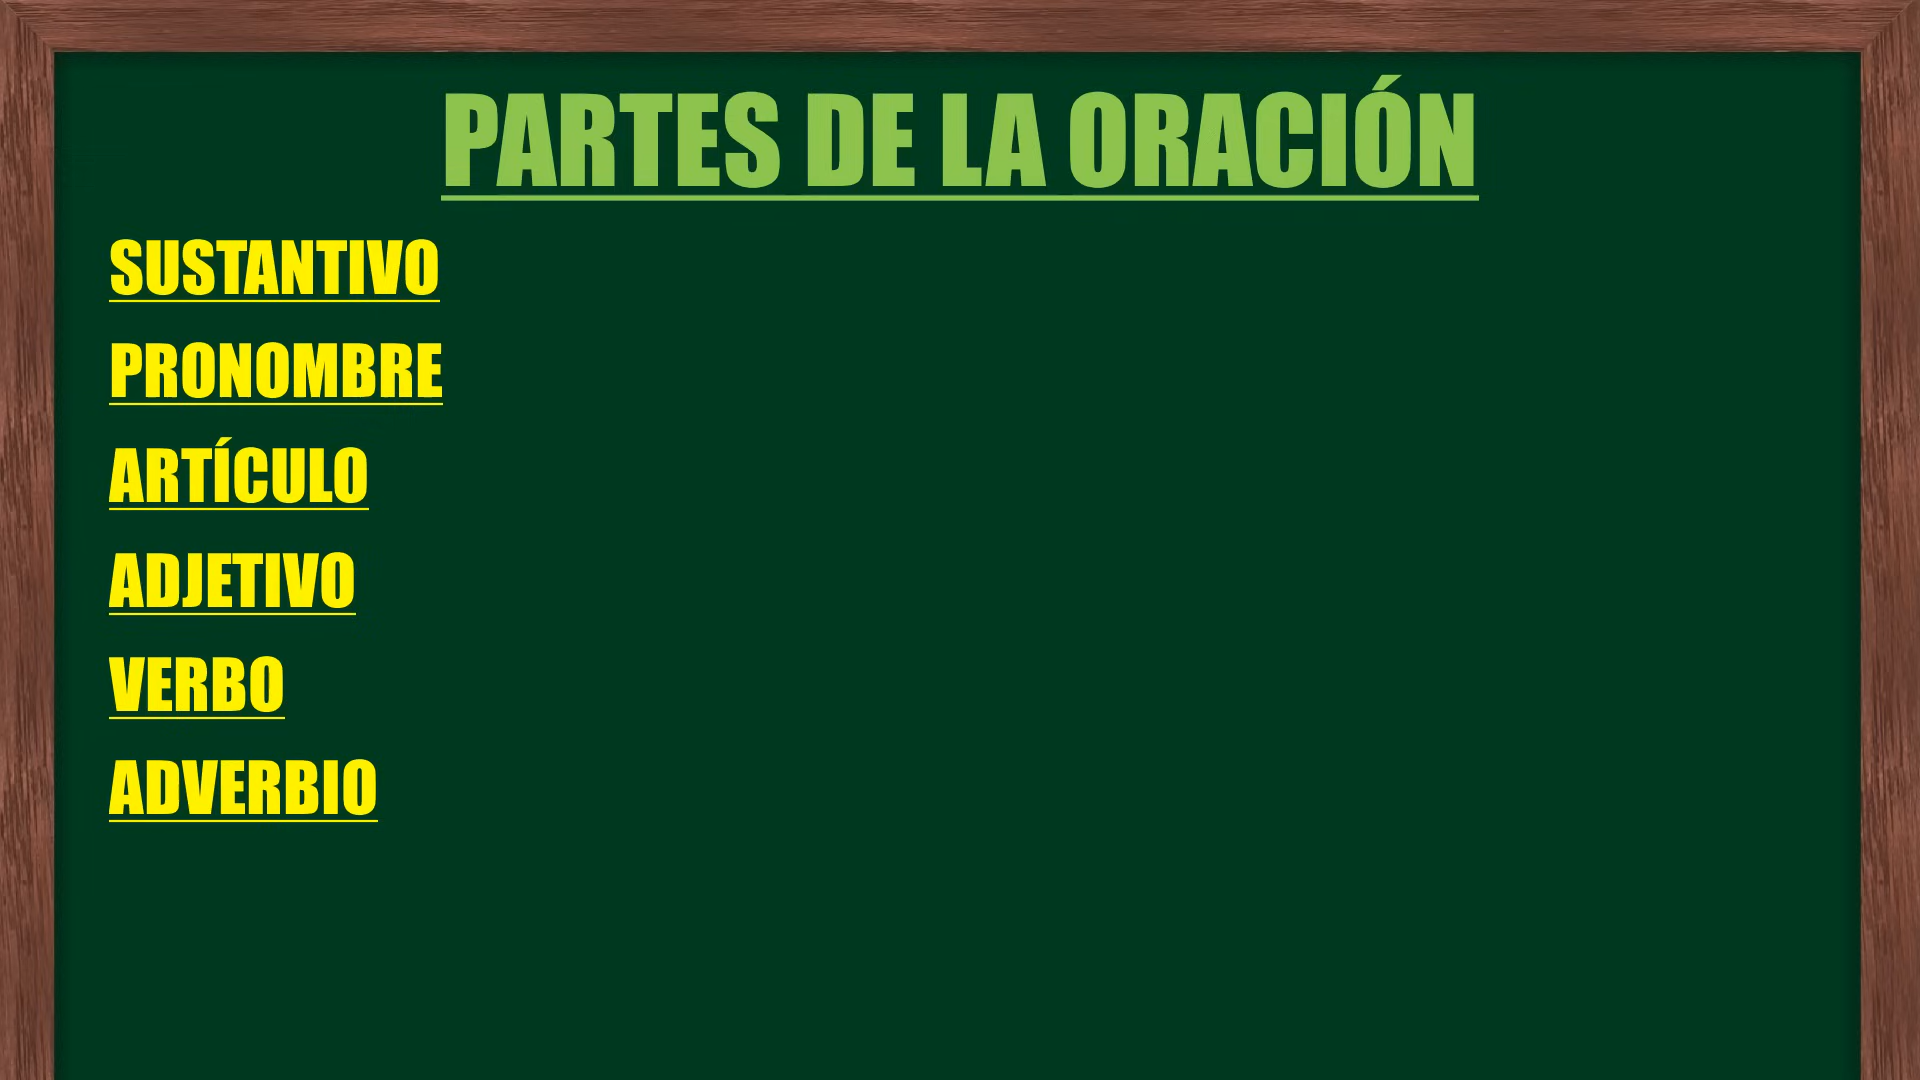 PARTES DE LA ORACIÓN
SUSTANTIVO
PRONOMBRE
ARTÍCULO
ADJETIVO
VERBO
ADVERBIO